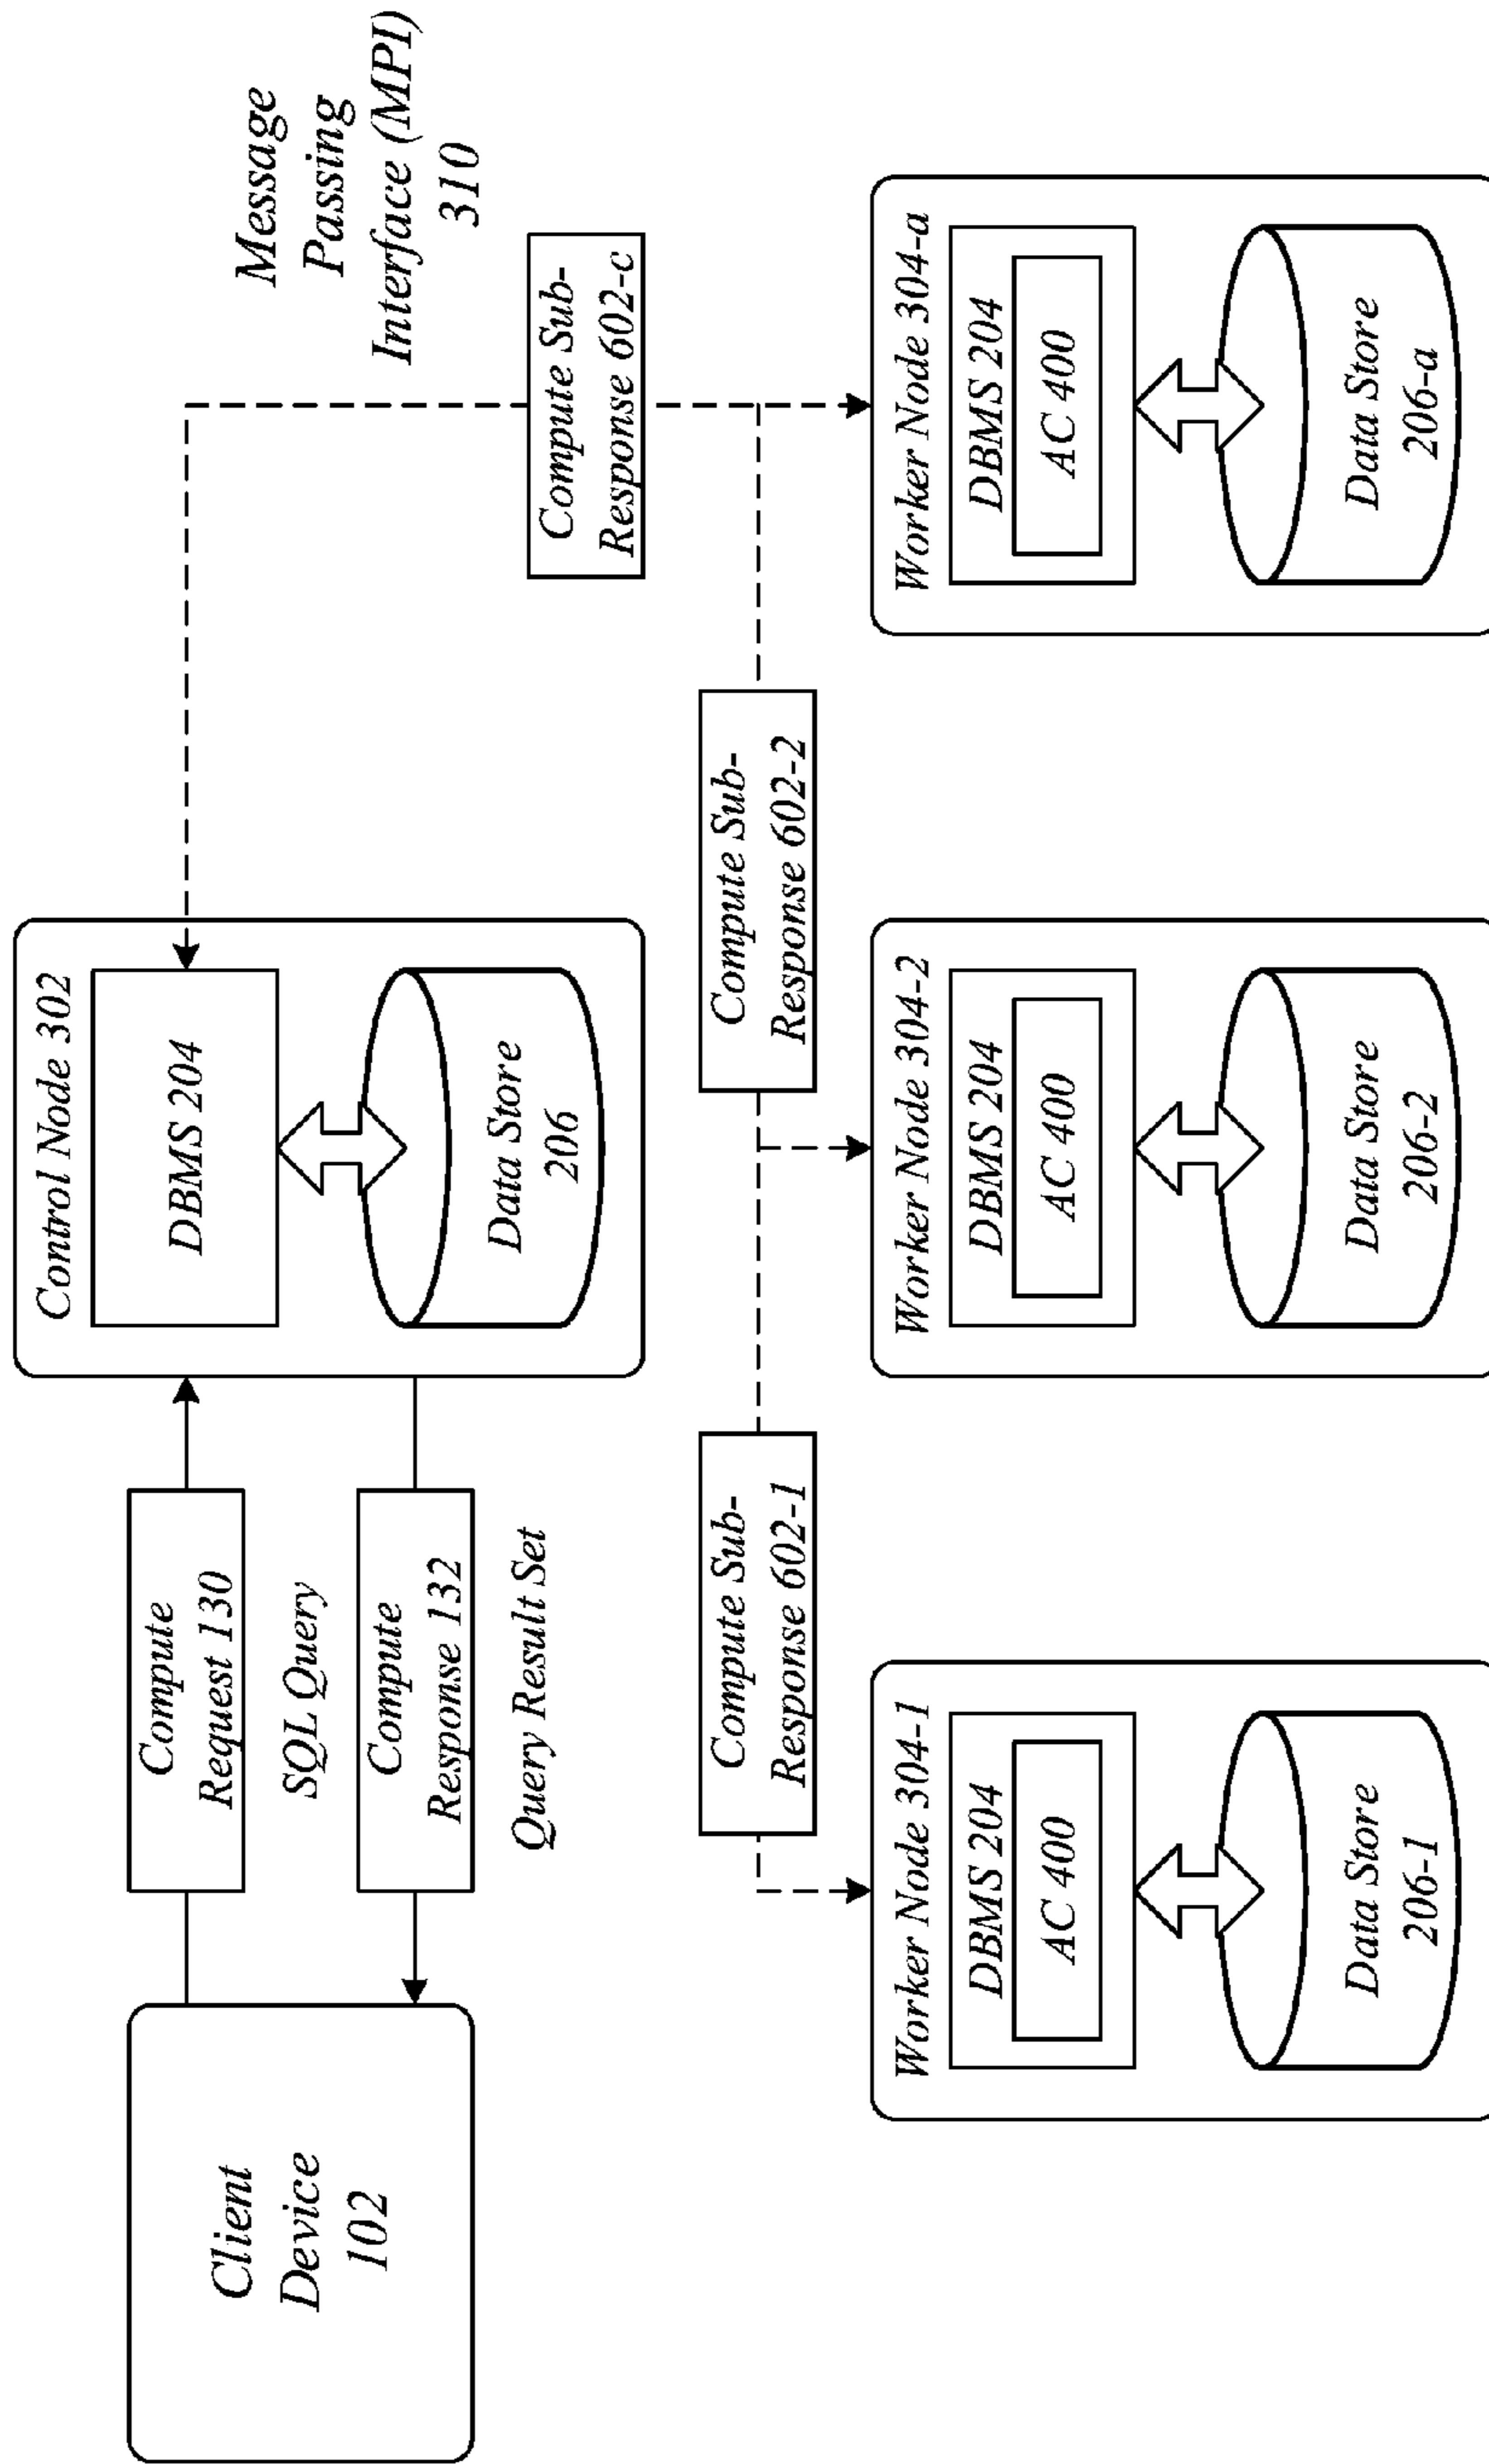 Client
Device
102
Compute
Request 130
SQL Query
Compute
Response 132
Query Result Set
Control Node 302
DBMS 204
Data Store
206
Message
Passing
Interface (MPI)
310
Compute Sub-
Response 602-c
Compute Sub-
Response 602-1
Compute Sub-
Response 602-2
Worker Node 304-1
DBMS 204
AC 400
Data Store
206-1
Worker Node 304-2
DBMS 204
AC 400
Data Store
206-2
Worker Node 304-a
DBMS 204
AC 400
Data Store
206-a